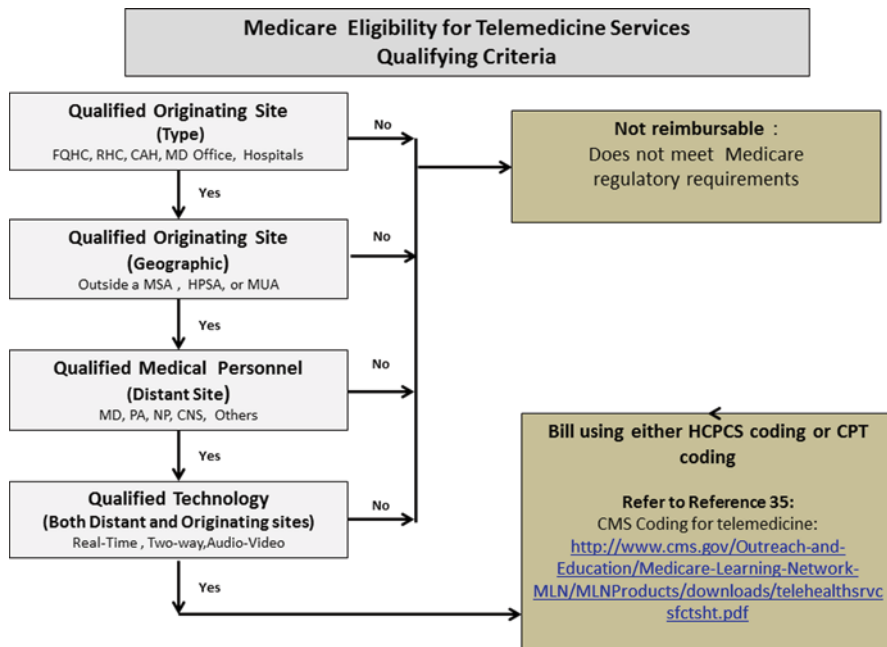 Medicare Eligibility for Telemedicine Services
Qualifying Criteria
Qualified Originating Site
(Type)
FQHC, RHC, CAH, MD Office, Hospitals
No
Yes
Not reimbursable :
Does not meet Medicare
regulatory requirements
Qualified Originating Site
(Geographic)
Outside a MSA , HPSA, or MUA
No
Yes
Qualified Medical Personnel
(Distant Site)
MD, PA, NP, CNS, Others
No
Yes
Qualified Technology
(Both Distant and Originating sites)
Real-Time , Two-way,Audio-Video
No
Yes
Bill using either HCPCS coding or CPT
coding
Refer to Reference 35:
CMS Coding for telemedicine:
http://www.cms.gov/Outreach-and-
Education/Medicare-Learning-Network-
MLN/MLNProducts/downloads/telehealthsrvc
sfctsht.pdf